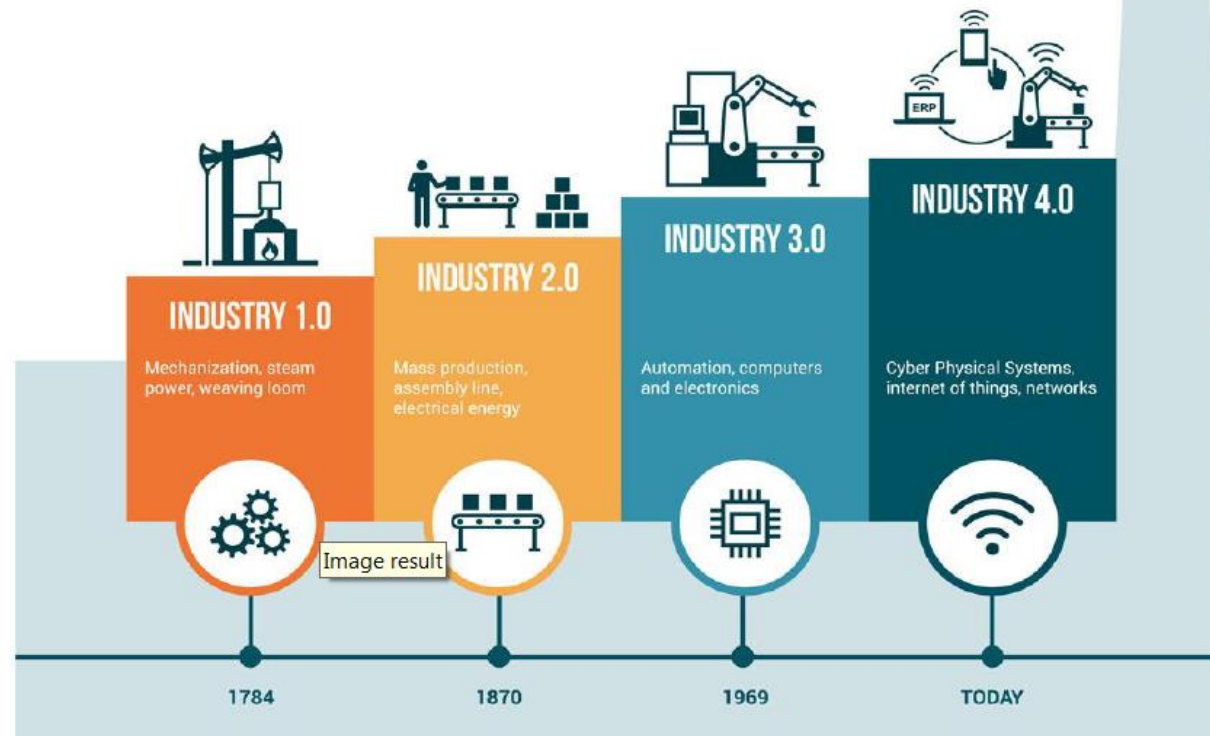 ERP
INDUSTRY 1.0
Mechanization, steam
power, weaving loom
INDUSTRY 2.0
Mass production,
assembly line,
electrical energy
INDUSTRY 3.0
Automation, computers
and electronics
INDUSTRY 4.0
Cyber Physical Systems,
internet of things, networks
Image result
1784
1870
1969
TODAY